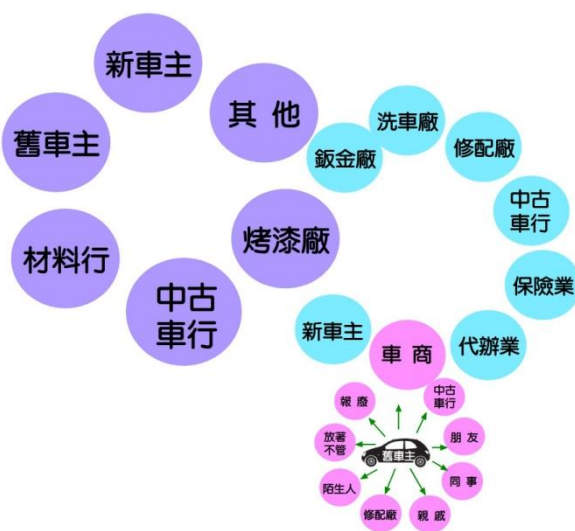 新車主
其他
舊車主
材料行
中古
車行
烤漆廠
鈑金廠
洗車廠
修配廠
中古
車行
保險業
代辦業
車商
新車主
報廢
中古
車行
放著
不管
朋友
舊車主
陌生人
同事
修配廠
親戚